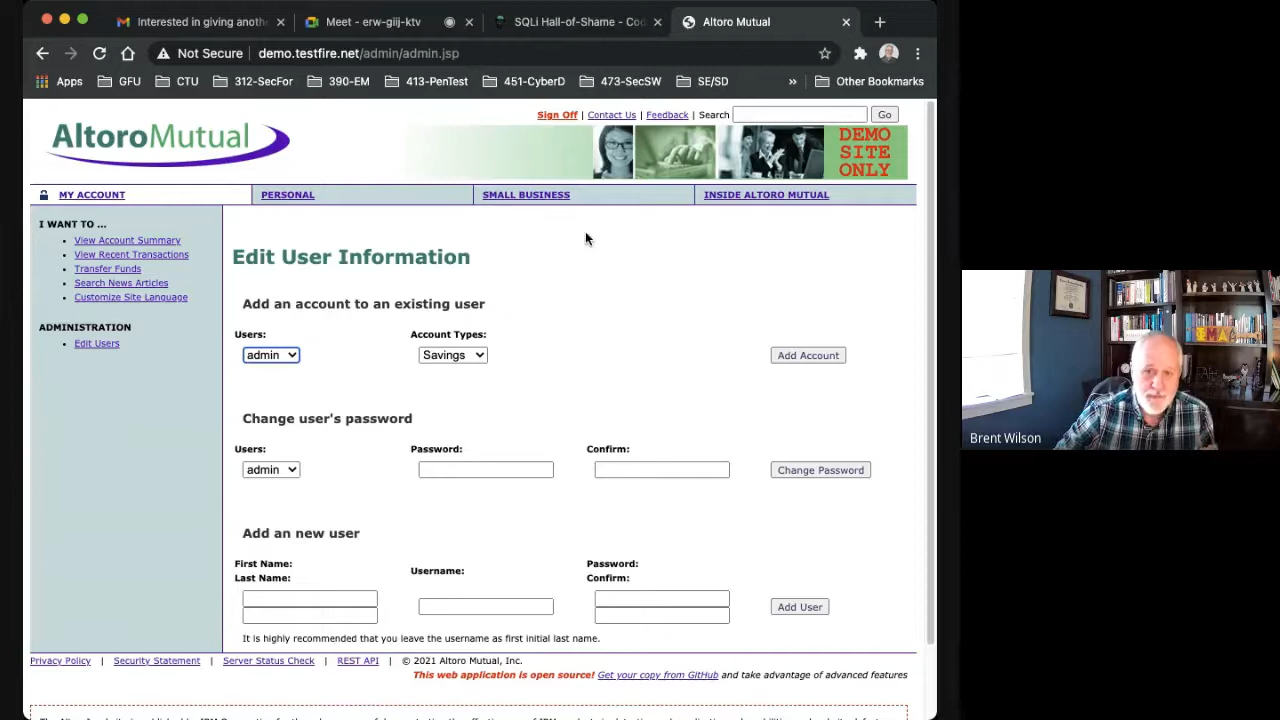 Interested in giving anoth
Meet - erw-giij-ktv
SQLi Hall-of-Shame - Cod
Altoro Mutual
Not Secure
demo.testfire.net/admin/admin.jsp
Apps
GFU
CTU
312-SecFor
390-EM
413-PenTest
451-CyberD
473-SecSW
SE/SD
»
Other Bookmarks
Sign Off | Contact Us | Feedback | Search
Go
AltoroMutual
DEMO
SITE
ONLY
MY ACCOUNT
PERSONAL
SMALL BUSINESS
INSIDE ALTORO MUTUAL
I WANT TO ...
View Account Summary
View Recent Transactions
Transfer Funds
Search News Articles
Customize Site Language
ADMINISTRATION
Edit Users
Edit User Information
Add an account to an existing user
Users:
Account Types:
admin
Savings
Add Account
Change user's password
Users:
Password:
Confirm:
admin
Change Password
Add an new user
First Name:
Last Name:
Username:
Password:
Confirm:
Add User
It is highly recommended that you leave the username as first initial last name.
Privacy Policy | Security Statement | Server Status Check | REST API | © 2021 Altoro Mutual, Inc.
This web application is open source! Get your copy from GitHub and take advantage of advanced features
Brent Wilson